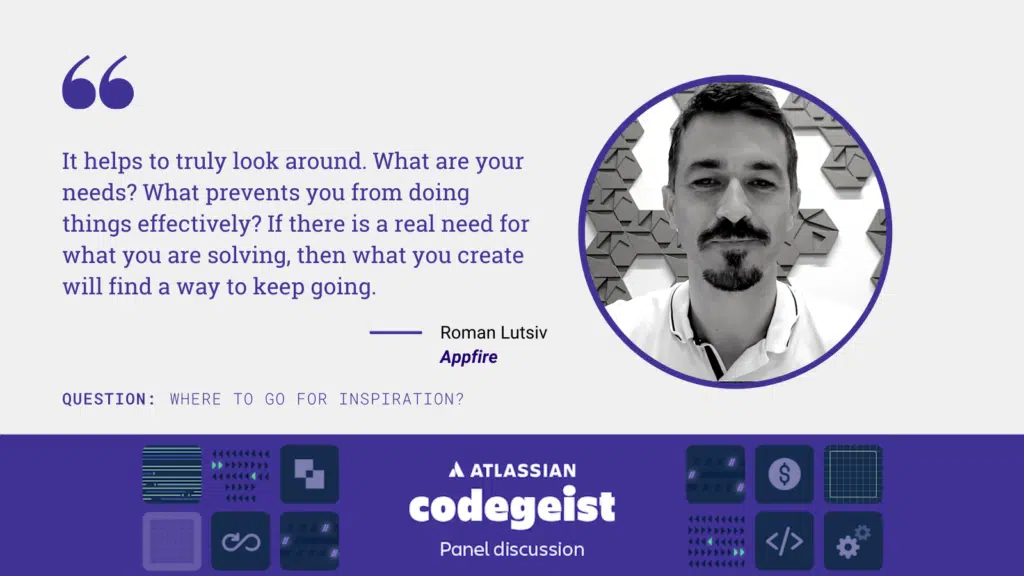 “
It helps to truly look around. What are your
needs? What prevents you from doing
things effectively? If there is a real need for
what you are solving, then what you create
will find a way to keep going.
Roman Lutsiv
Appfire
QUESTION: WHERE TO GO FOR INSPIRATION?
ATLASSIAN
codegeist
Panel discussion
$
</>